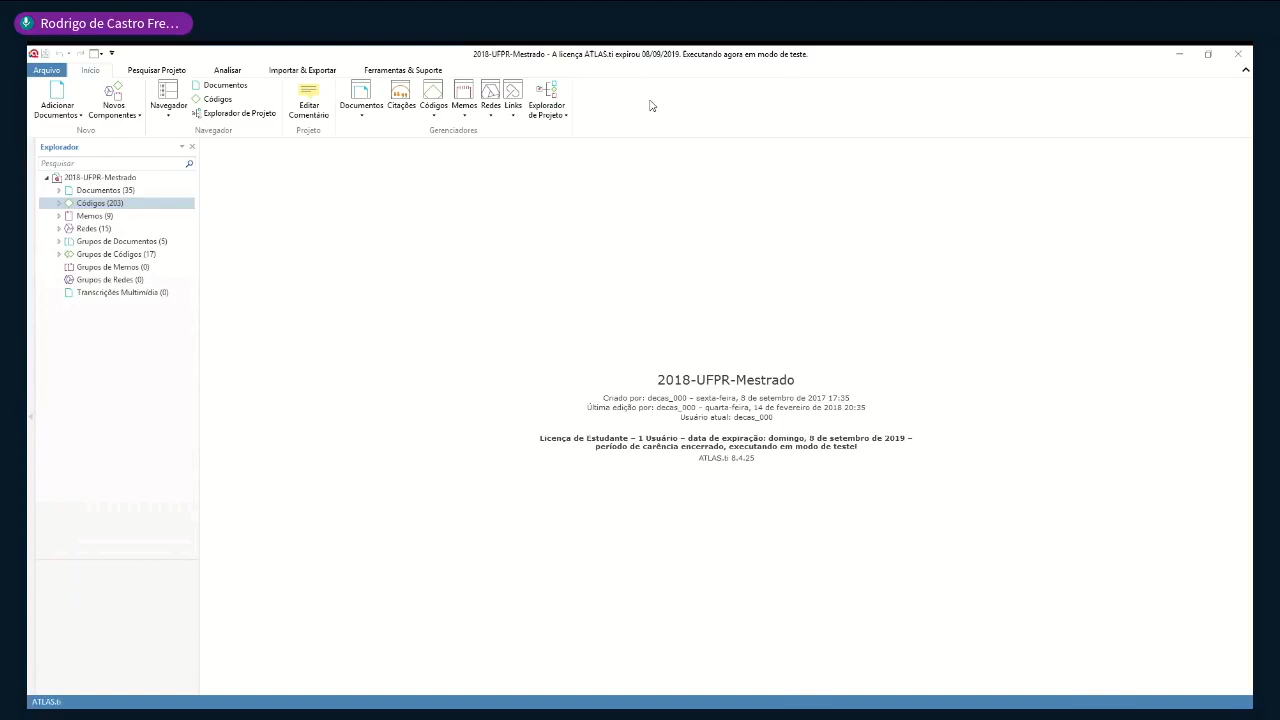 Rodrigo de Castro Fre...
2018-UFPR-Mestrado - A licença ATLAS.ti expirou 08/09/2019. Executando agora em modo de teste.
Arquivo Início Pesquisar Projeto Analisar Importar & Exportar Ferramentas & Suporte
Adicionar Documentos
Novos Componentes
Navegador
Documentos
Códigos
Explorador de Projeto
Editar Comentário
Documentos Citações Códigos Memos Redes Links
Explorador de Projeto
Novo Navegador Projeto Gerenciadores
Explorador
Pesquisar
2018-UFPR-Mestrado
Documentos (35)
Códigos (203)
Memos (9)
Redes (15)
Grupos de Documentos (5)
Grupos de Códigos (17)
Grupos de Memos (0)
Grupos de Redes (0)
Transcrições Multimídia (0)
2018-UFPR-Mestrado
Criado por: decas_000 – sexta-feira, 8 de setembro de 2017 17:35
Última edição por: decas_000 – quarta-feira, 14 de fevereiro de 2018 20:35
Usuário atual: decas_000
Licença de Estudante – 1 Usuário – data de expiração: domingo, 8 de setembro de 2019 –
período de carência encerrado, executando em modo de teste!
ATLAS.ti 8.4.25
ATLAS.ti